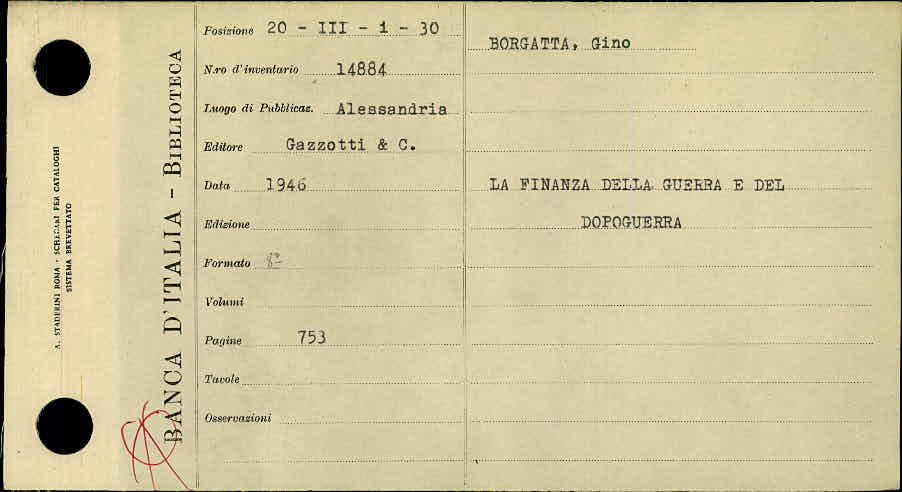 A. STADERINI ROMA - SCHEDARI PER CATALOGHI
SISTEMA BREVETTATO
BANCA D'ITALIA - BIBLIOTECA
Posizione 20 - III - 1 - 30
N.ro d'inventario 14884
Luogo di Pubblicaz. Alessandria
Editore Gazzotti & C.
Data 1946
Edizione
Formato 8º
Volumi
Pagine 753
Tavole
Osservazioni
BORGATTA, Gino
LA FINANZA DELLA GUERRA E DEL
DOPOGUERRA